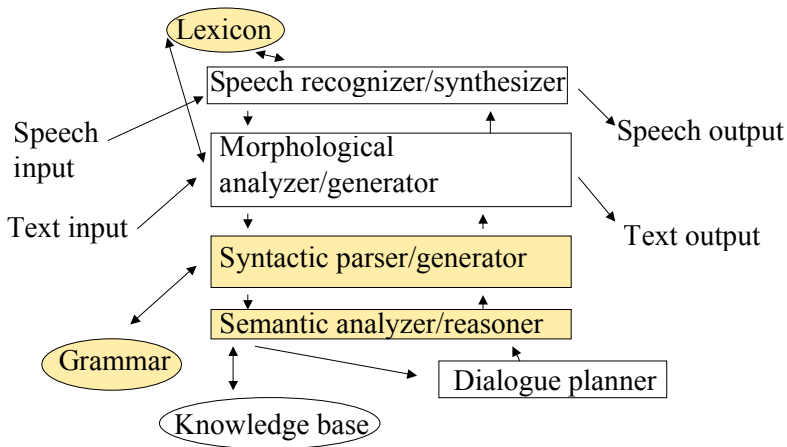 Lexicon
Speech recognizer/synthesizer
Speech
input
Speech output
Morphological
analyzer/generator
Text input
Text output
Syntactic parser/generator
Semantic analyzer/reasoner
Grammar
Dialogue planner
Knowledge base